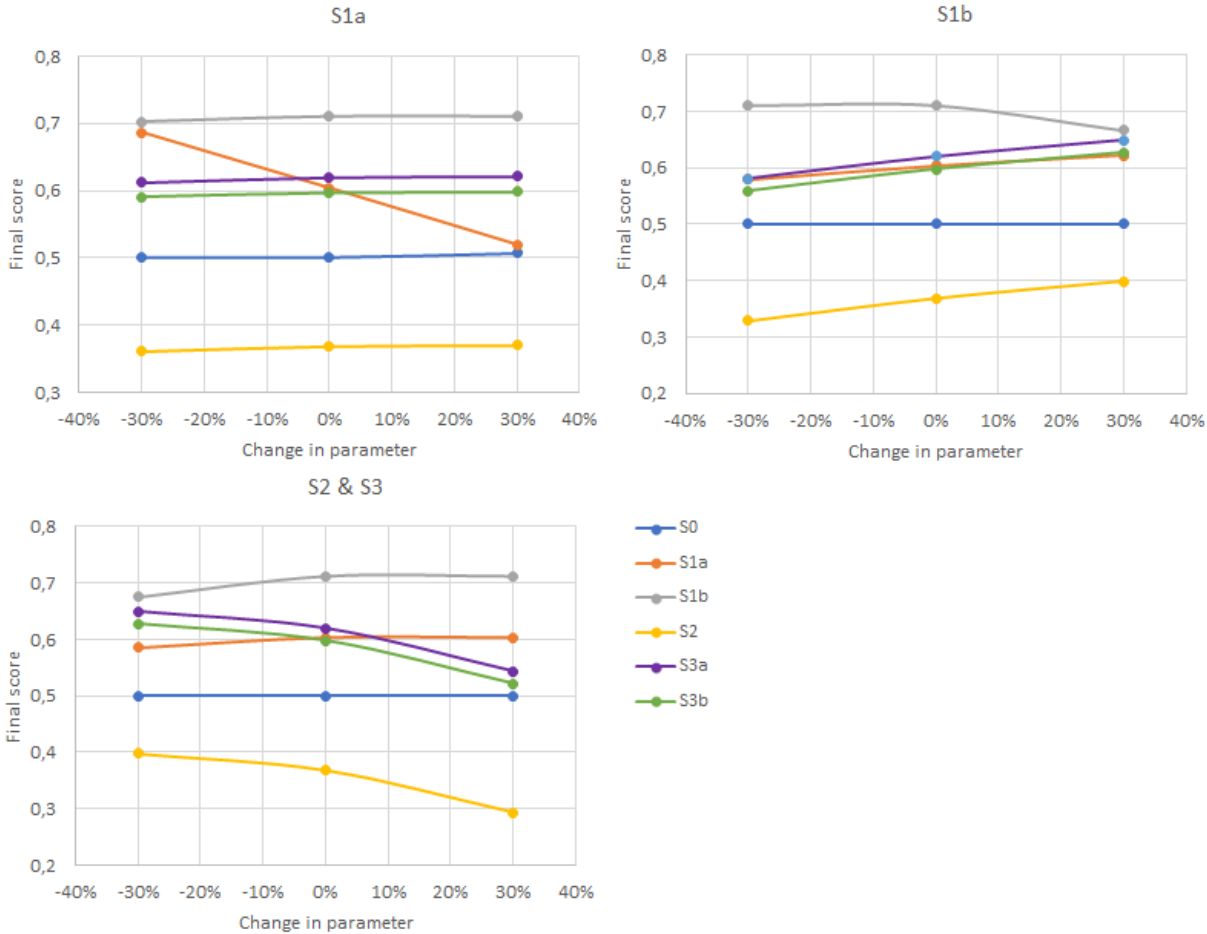 S1a
0,8
0,7
0,6
0,5
0,4
0,3
Final score
-40% -30% -20% -10% 0% 10% 20% 30% 40%
Change in parameter
S1b
0,8
0,7
0,6
0,5
0,4
0,3
0,2
Final score
-40% -30% -20% -10% 0% 10% 20% 30% 40%
Change in parameter
S2 & S3
0,8
0,7
0,6
0,5
0,4
0,3
0,2
Final score
-40% -30% -20% -10% 0% 10% 20% 30% 40%
Change in parameter
S0
S1a
S1b
S2
S3a
S3b